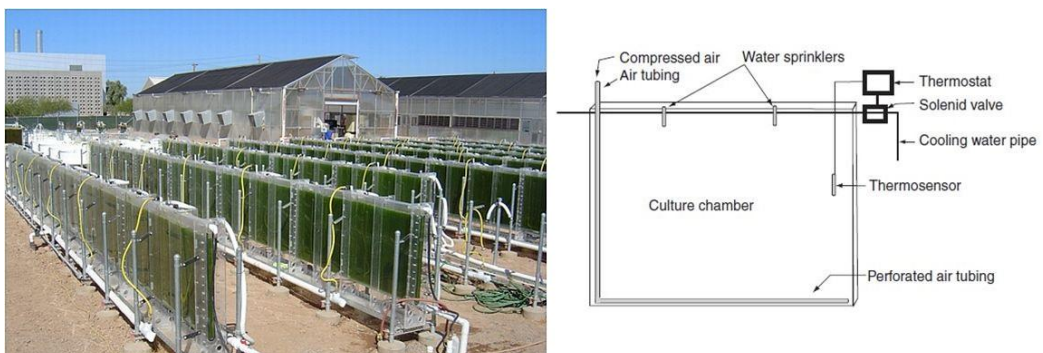 Compressed air
Air tubing
Water sprinklers
Thermostat
Solenid valve
Cooling water pipe
Thermosensor
Culture chamber
Perforated air tubing